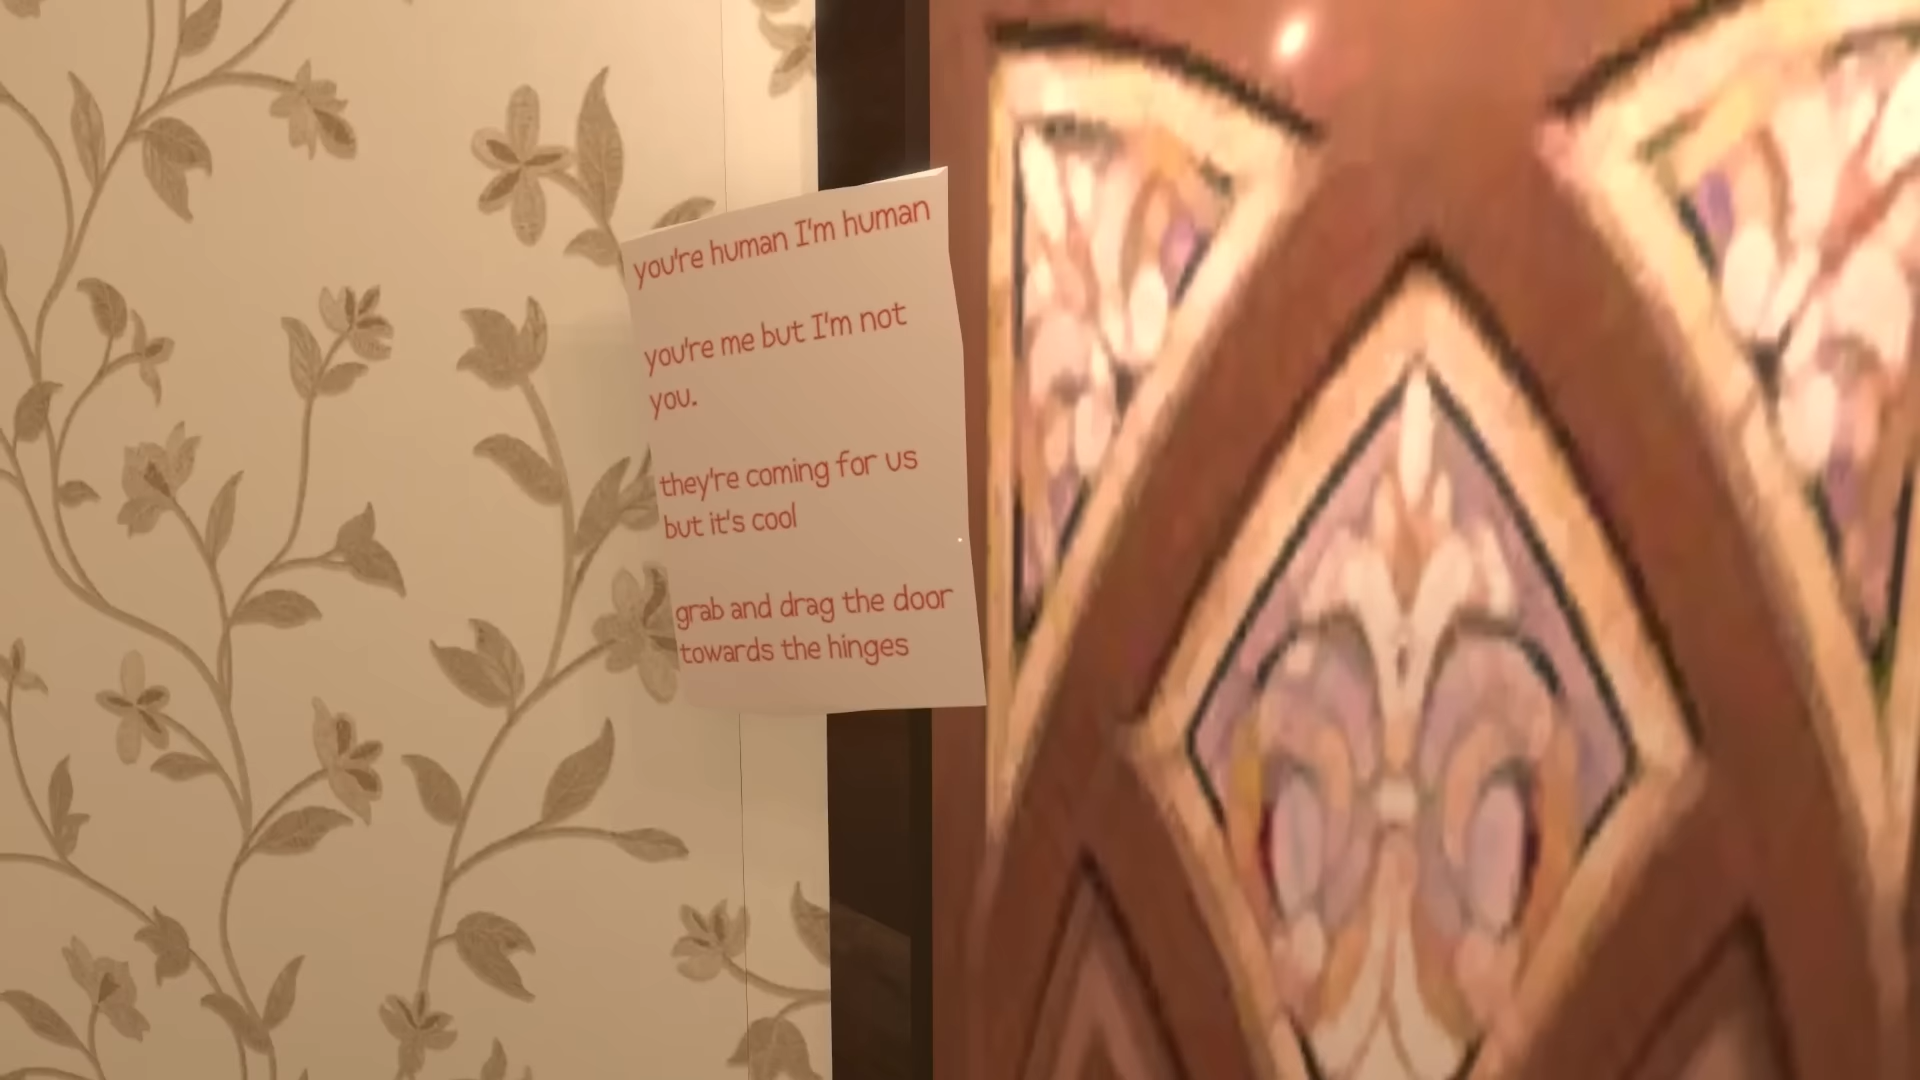 you're human I'm human
you're me but I'm not
you.
they're coming for us
but it's cool
grab and drag the door
towards the hinges